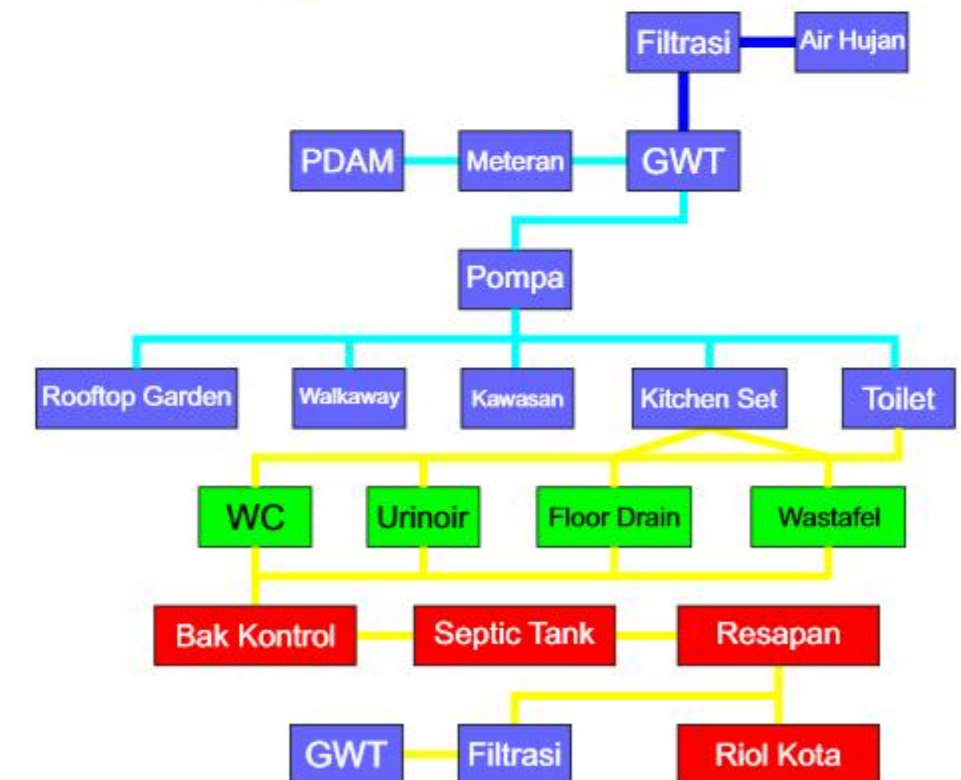 Filtrasi
Air Hujan
PDAM
Meteran
GWT
Pompa
Rooftop Garden
Walkaway
Kawasan
Kitchen Set
Toilet
WC
Urinoir
Floor Drain
Wastafel
Bak Kontrol
Septic Tank
Resapan
GWT
Filtrasi
Riol Kota